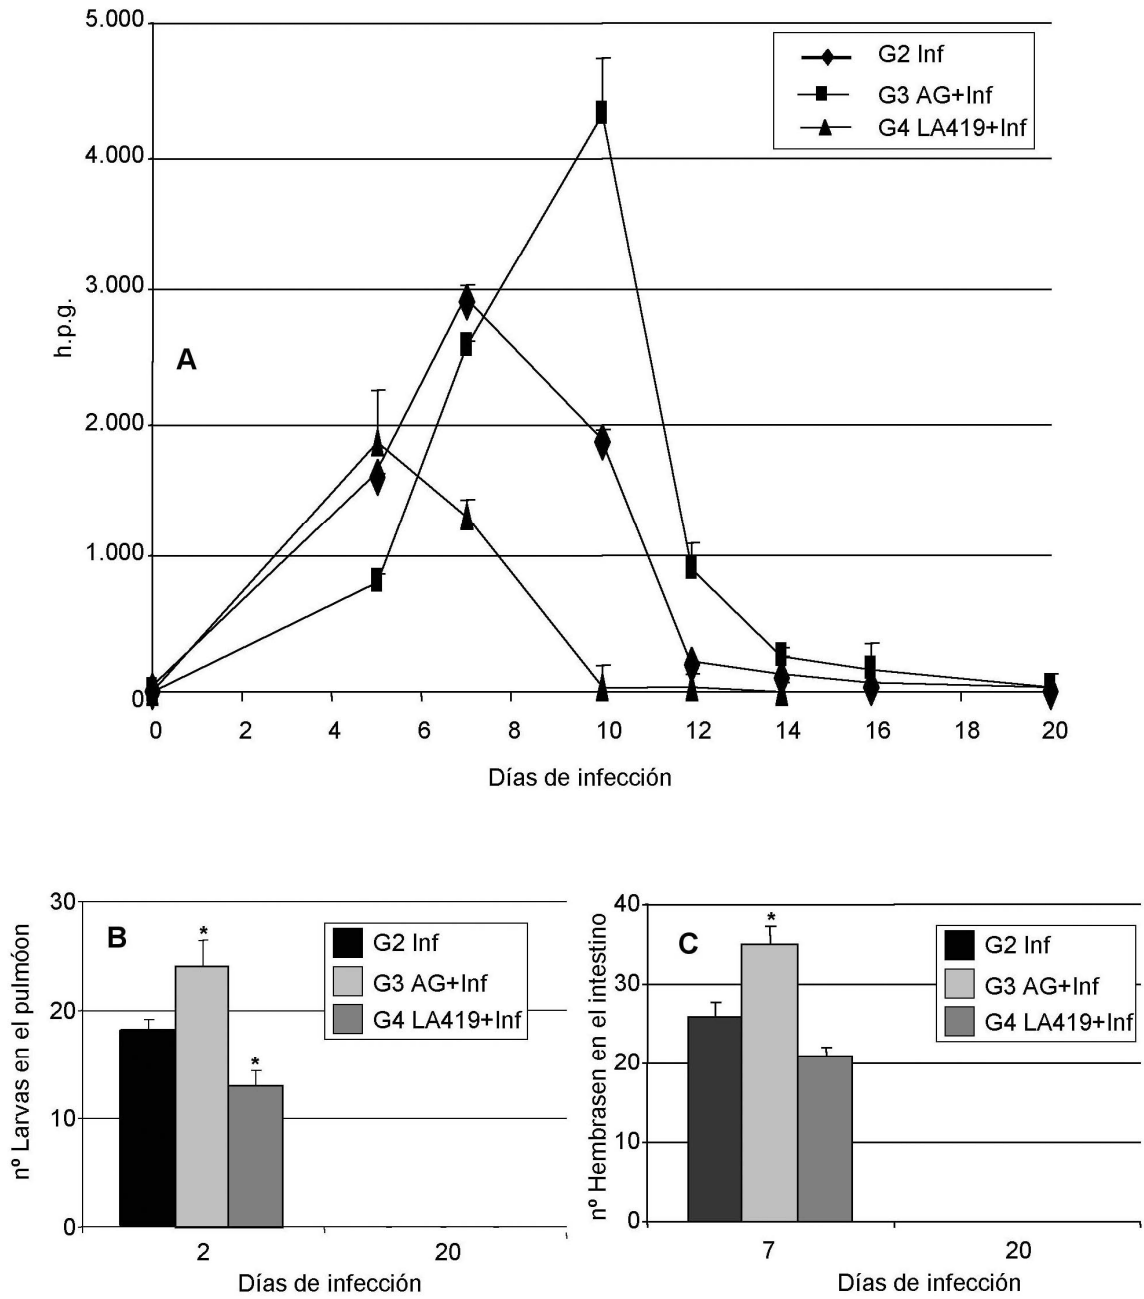 5.000
4.000
3.000
2.000
1.000
0
h.p.g.
A
G2 Inf
G3 AG+Inf
G4 LA419+Inf
0 2 4 6 8 10 12 14 16 18 20
Días de infección
nº Larvas en el pulmóon
30
20
10
0
B
G2 Inf
G3 AG+Inf
G4 LA419+Inf
*
*
2 20
Días de infección
nº Hembrasen en el intestino
40
30
20
10
0
C
G2 Inf
G3 AG+Inf
G4 LA419+Inf
*
7 20
Días de infección